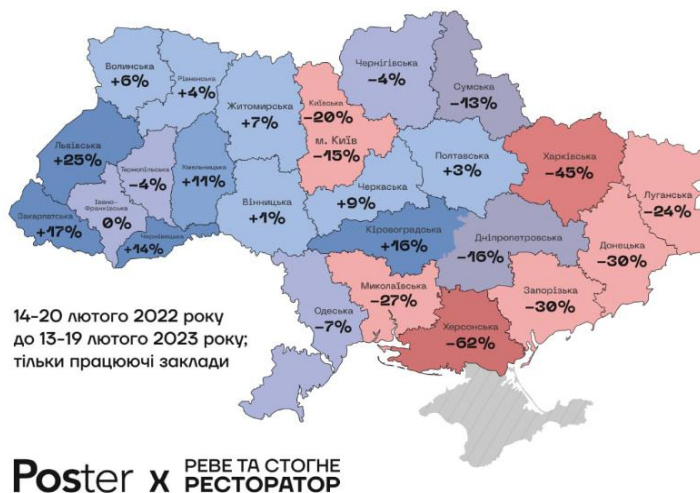 Волинська
+6%
Рівненська
+4%
Житомирська
+7%
Київська
-20%
м. Київ
-15%
Чернігівська
-4%
Сумська
-13%
Львівська
+25%
Тернопільська
-4%
Хмельницька
+11%
Вінницька
+1%
Черкаська
+9%
Полтавська
+3%
Харківська
-45%
Луганська
-24%
Закарпатська
+17%
Івано-
Франківська
0%
Чернівецька
+14%
Кіровоградська
+16%
Дніпропетровська
-16%
Донецька
-30%
Одеська
-7%
Миколаївська
-27%
Запорізька
-30%
Херсонська
-62%
14-20 лютого 2022 року
до 13-19 лютого 2023 року;
тільки працюючі заклади
Poster x РЕВЕ ТА СТОГНЕ
РЕСТОРАТОР